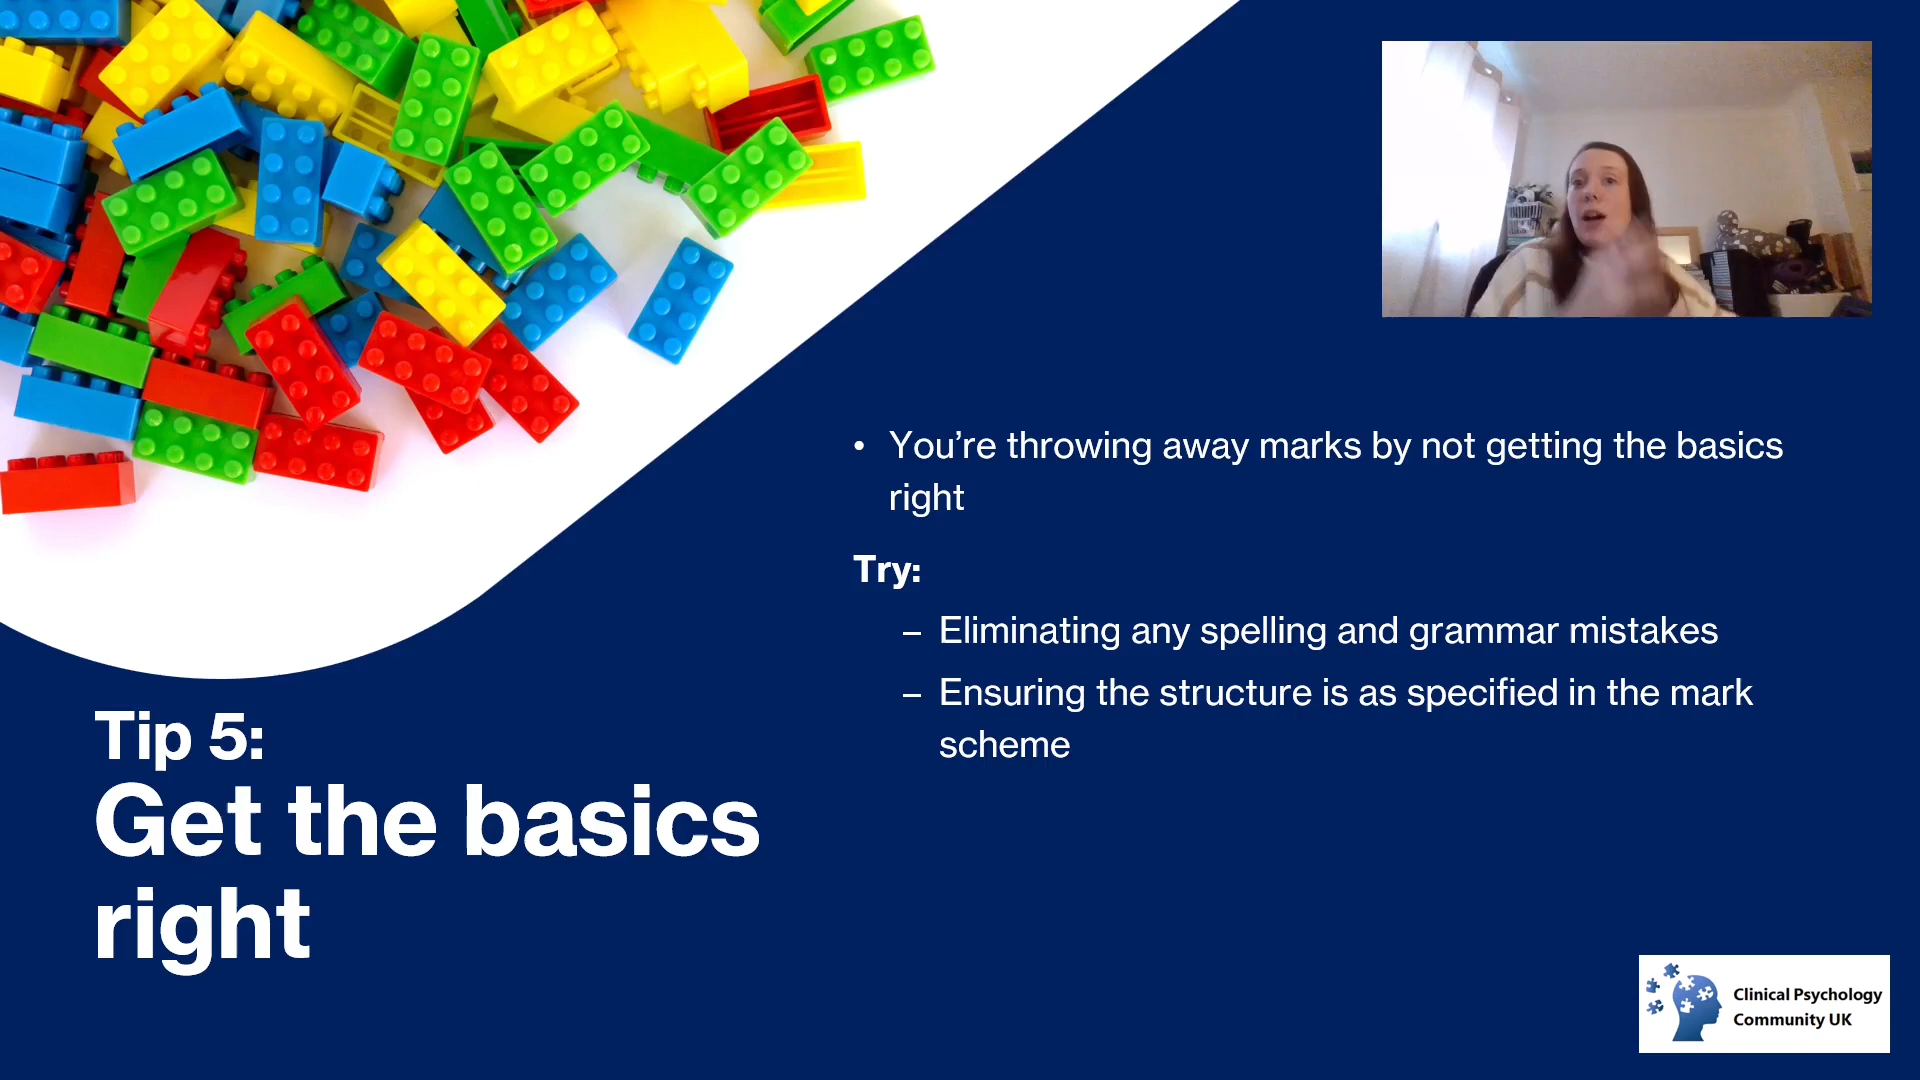 Tip 5:
Get the basics
right
• You’re throwing away marks by not getting the basics
right
Try:
– Eliminating any spelling and grammar mistakes
– Ensuring the structure is as specified in the mark
scheme
Clinical Psychology
Community UK